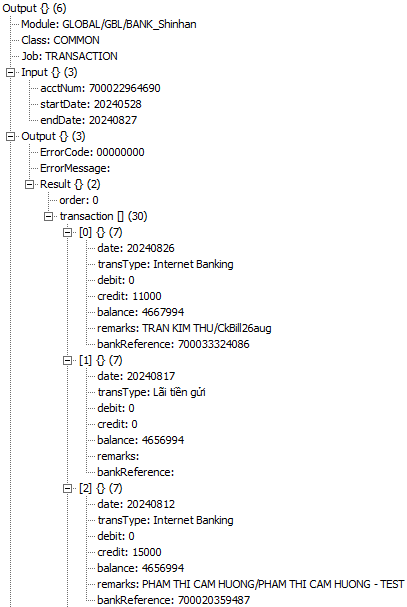 Output {} (6)
Module: GLOBAL/GBL/BANK_Shinhan
Class: COMMON
Job: TRANSACTION
Input {} (3)
acctNum: 700022964690
startDate: 20240528
endDate: 20240827
Output {} (3)
ErrorCode: 00000000
ErrorMessage:
Result {} (2)
order: 0
transaction [] (30)
[0] {} (7)
date: 20240826
transType: Internet Banking
debit: 0
credit: 11000
balance: 4667994
remarks: TRAN KIM THU/CkBill26aug
bankReference: 700033324086
[1] {} (7)
date: 20240817
transType: Lãi tiền gửi
debit: 0
credit: 0
balance: 4656994
remarks:
bankReference:
[2] {} (7)
date: 20240812
transType: Internet Banking
debit: 0
credit: 15000
balance: 4656994
remarks: PHAM THI CAM HUONG/PHAM THI CAM HUONG - TEST
bankReference: 700020359487